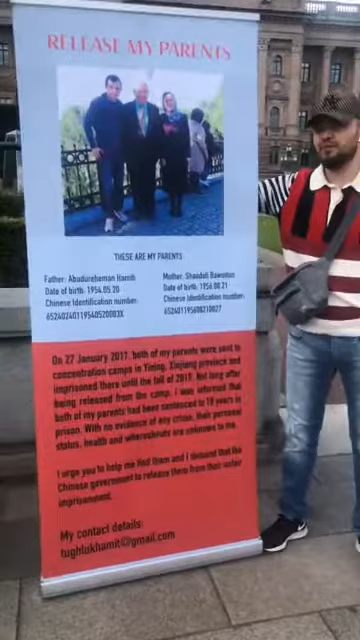 RELEASE MY PARENTS
THESE ARE MY PARENTS
Father: Abudureheman Hamib
Date of birth: 1954.05.20
Chinese Identification number:
65240240119540520003X
Mother: Shandeli Bawudun
Date of birth: 1956.08.21
Chinese Identification number:
On 27 January 2017, both of my parents were sent to
concentration camps in Yining, Xinjiang province and
imprisoned there until the fall of 2019. Not long after
being released from the camp, I was informed that
both of my parents had been sentenced to 18 years in
prison. With no evidence of any crime, their personal
status, health and whereabouts are unknown to me.
I urge you to help me find them and I demand that the
Chinese government to release them from their unfair
imprisonment.
My contact details:
tughlukhamit@gmail.com